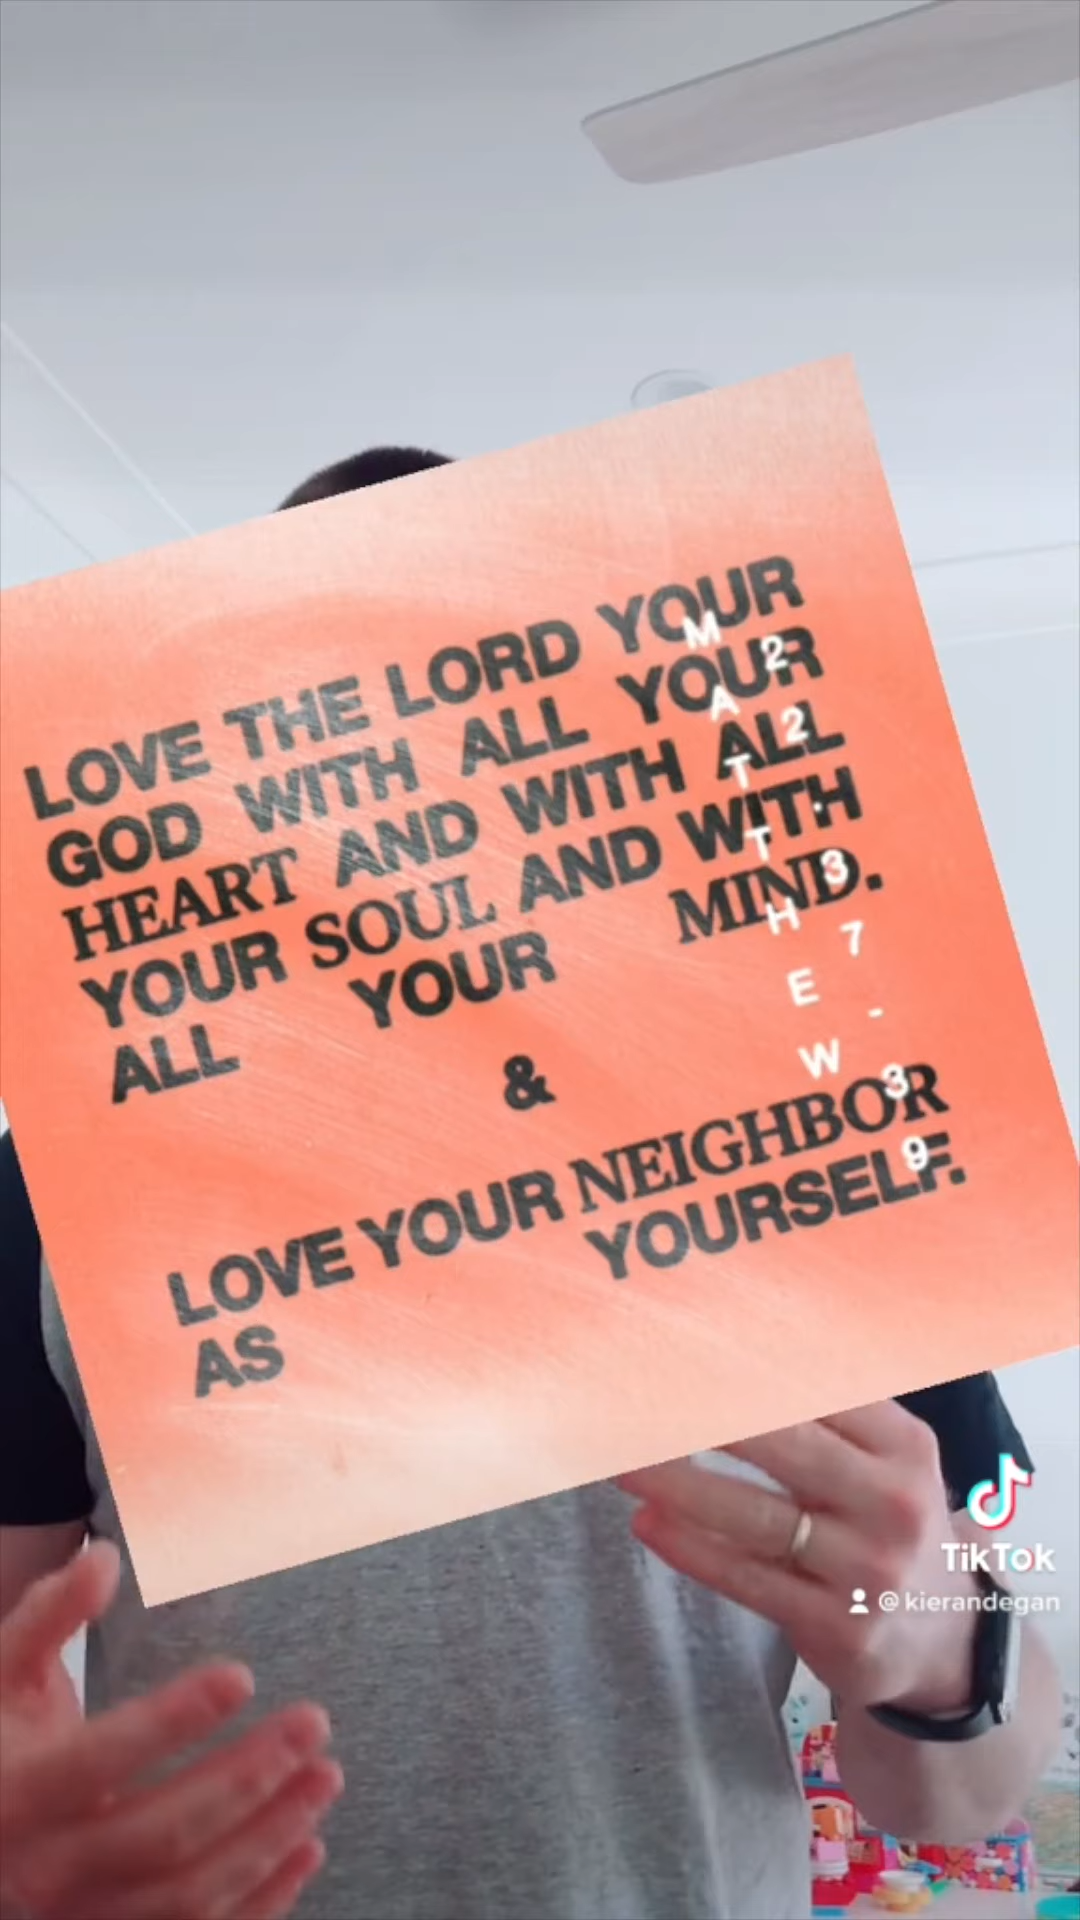 LOVE THE LORD YOUR
GOD WITH ALL YOUR
HEART AND WITH ALL
YOUR SOUL AND WITH
ALL YOUR MIND.
&
LOVE YOUR NEIGHBOR
AS YOURSELF.
MATTHEW
22:37-39
TikTok
@kierandegan